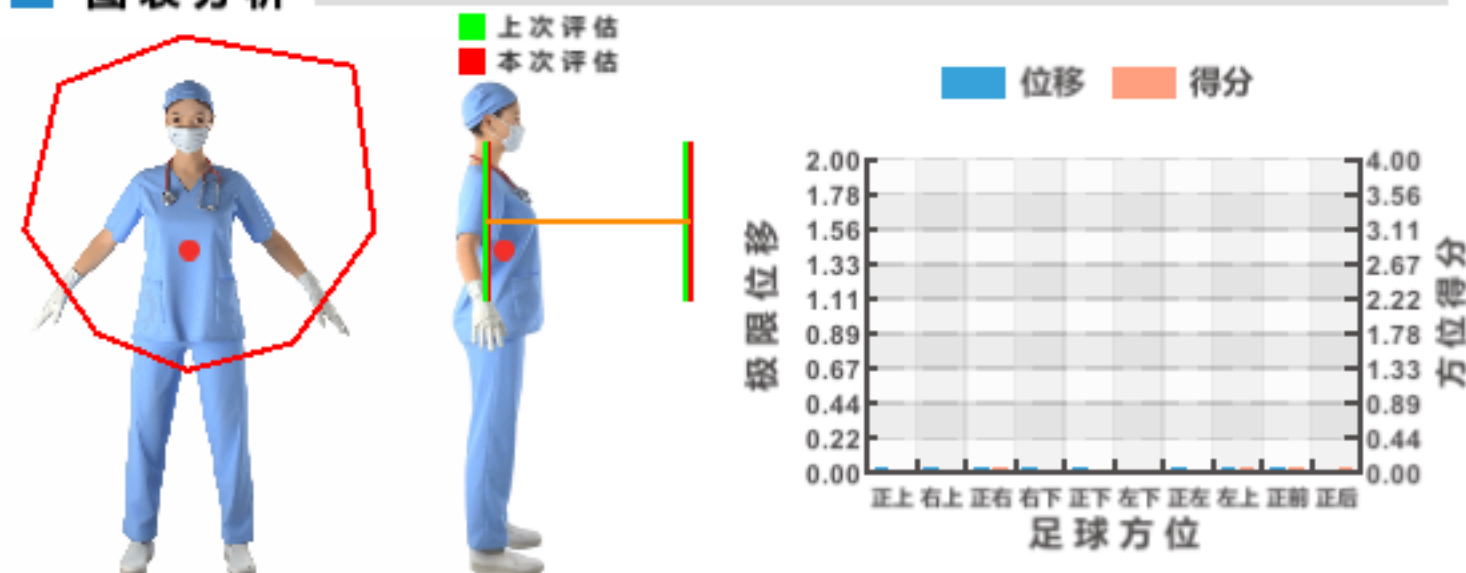 图表分析
上次评估
本次评估
位移 得分
极限位移
2.00
1.78
1.56
1.33
1.11
0.89
0.67
0.44
0.22
0.00
4.00
3.56
3.11
2.67
2.22
1.78
1.33
0.89
0.44
0.00
方位得分
正上 右上 正右 右下 正下 左下 正左 左上 正前 正后
足球方位